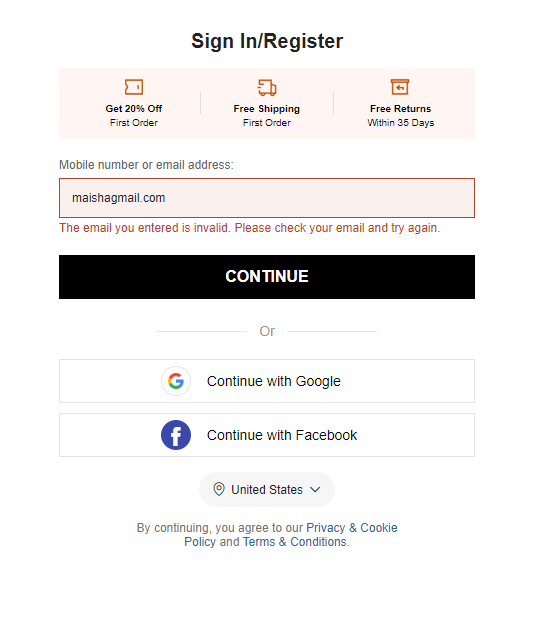 Sign In/Register
Get 20% Off
First Order
Free Shipping
First Order
Free Returns
Within 35 Days
Mobile number or email address:
maishagmail.com
The email you entered is invalid. Please check your email and try again.
CONTINUE
Or
Continue with Google
Continue with Facebook
United States
By continuing, you agree to our Privacy & Cookie
Policy and Terms & Conditions.